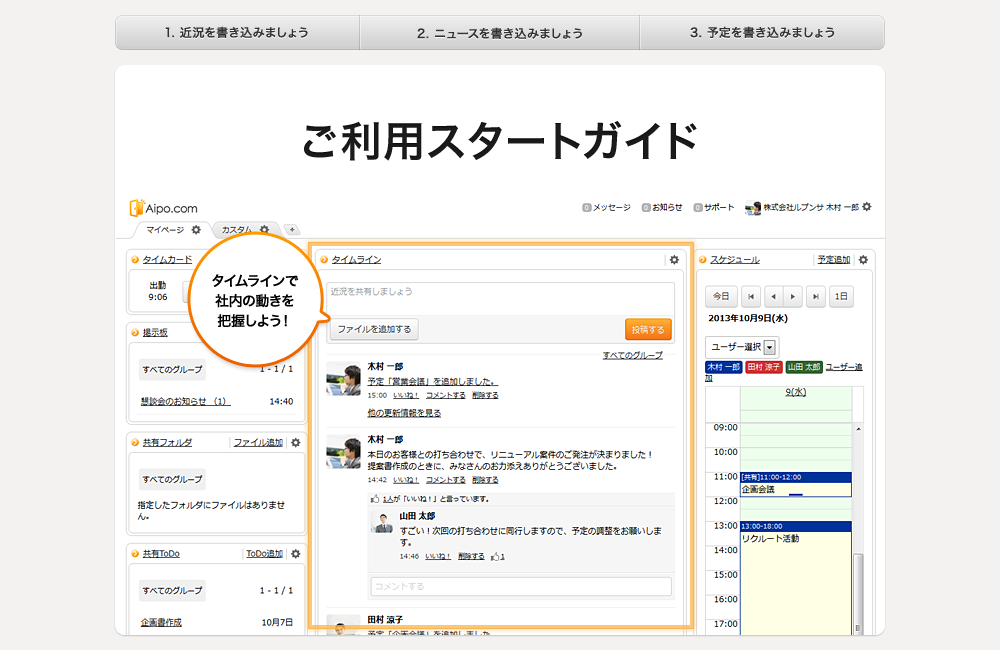 1. 近況を書き込みましょう
2. ニュースを書き込みましょう
3. 予定を書き込みましょう
ご利用スタートガイド
Aipo.com
0 メッセージ
0 お知らせ
0 サポート
株式会社ルプンサ 木村 一郎
マイページ
カスタム
+
タイムラインで
社内の動きを
把握しよう!
タイムカード
出勤
9:06
掲示板
すべてのグループ
1 - 1 / 1
懇談会のお知らせ (1)
14:40
共有フォルダ
ファイル追加
すべてのグループ
指定したフォルダにファイルはありませ
ん。
共有ToDo
ToDo追加
すべてのグループ
1 - 1 / 1
企画書作成
10月7日
タイムライン
近況を共有しましょう
ファイルを追加する
投稿する
すべてのグループ
木村 一郎
予定「営業会議」を追加しました。
15:00 いいね! コメントする 削除する
他の更新情報を見る
木村 一郎
本日のお客様との打ち合わせで、リニューアル案件のご発注が決まりました!
提案書作成のときに、みなさんのお力添えありがとうございました。
14:42 いいね! コメントする 削除する
1人が「いいね!」と言っています。
山田 太郎
すごい!次回の打ち合わせに同行しますので、予定の調整をお願いしま
す。
14:46 いいね! 削除する 1
コメントする
田村 涼子
予定「企画会議」を追加しました。
スケジュール
予定追加
今日
1日
2013年10月9日(水)
ユーザー選択
木村 一郎 田村 涼子 山田 太郎 ユーザー追
加
9(水)
09:00
10:00
11:00
[共有]11:00-12:00
企画会議
12:00
13:00
13:00-18:00
リクルート活動
14:00
15:00
16:00
17:00